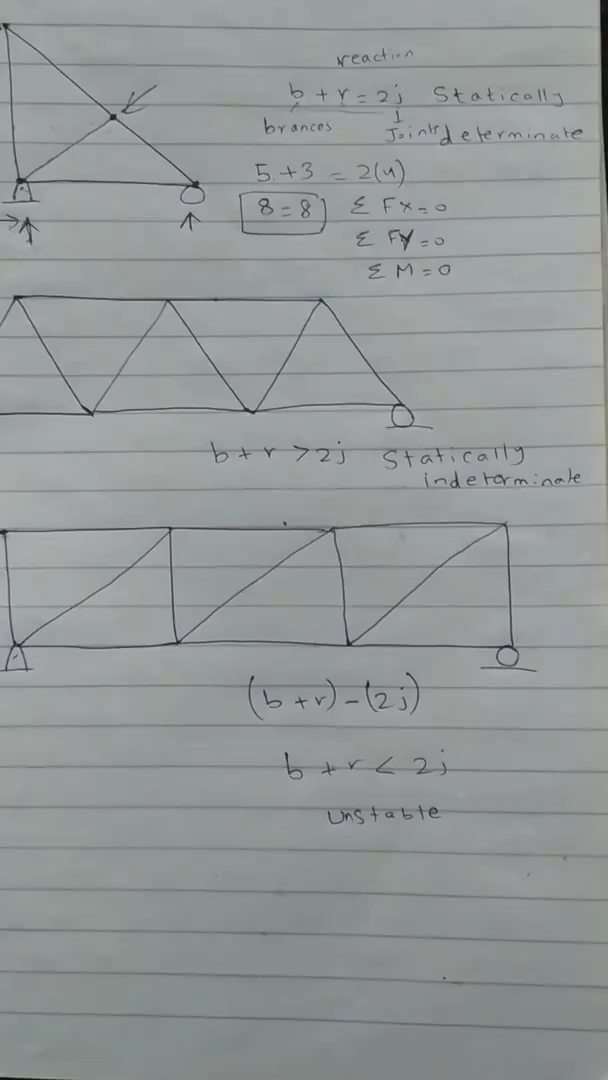 reaction
b + r = 2j Statically
brances Joints determinate
5 + 3 = 2(4)
8 = 8 Σ Fx = 0
Σ Fy = 0
Σ M = 0
b + r > 2j Statically
indeterminate
(b + r) - (2j)
b + r < 2j
unstable